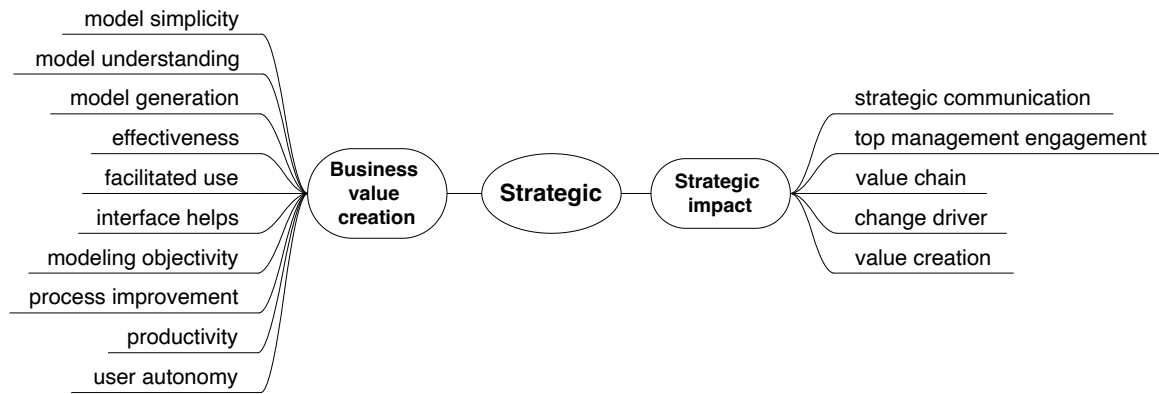 model simplicity
model understanding
model generation
effectiveness
facilitated use
interface helps
modeling objectivity
process improvement
productivity
user autonomy
Business
value
creation
Strategic
Strategic
impact
strategic communication
top management engagement
value chain
change driver
value creation